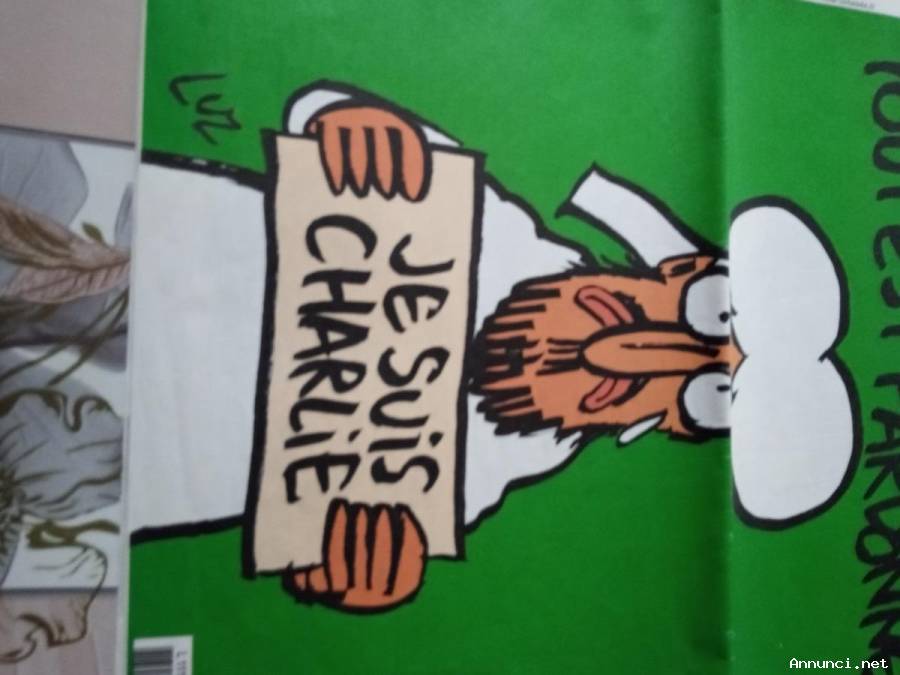 TOUT EST PARDONNÉ
JE SUIS
CHARLIE
LUZ
Annunci.net